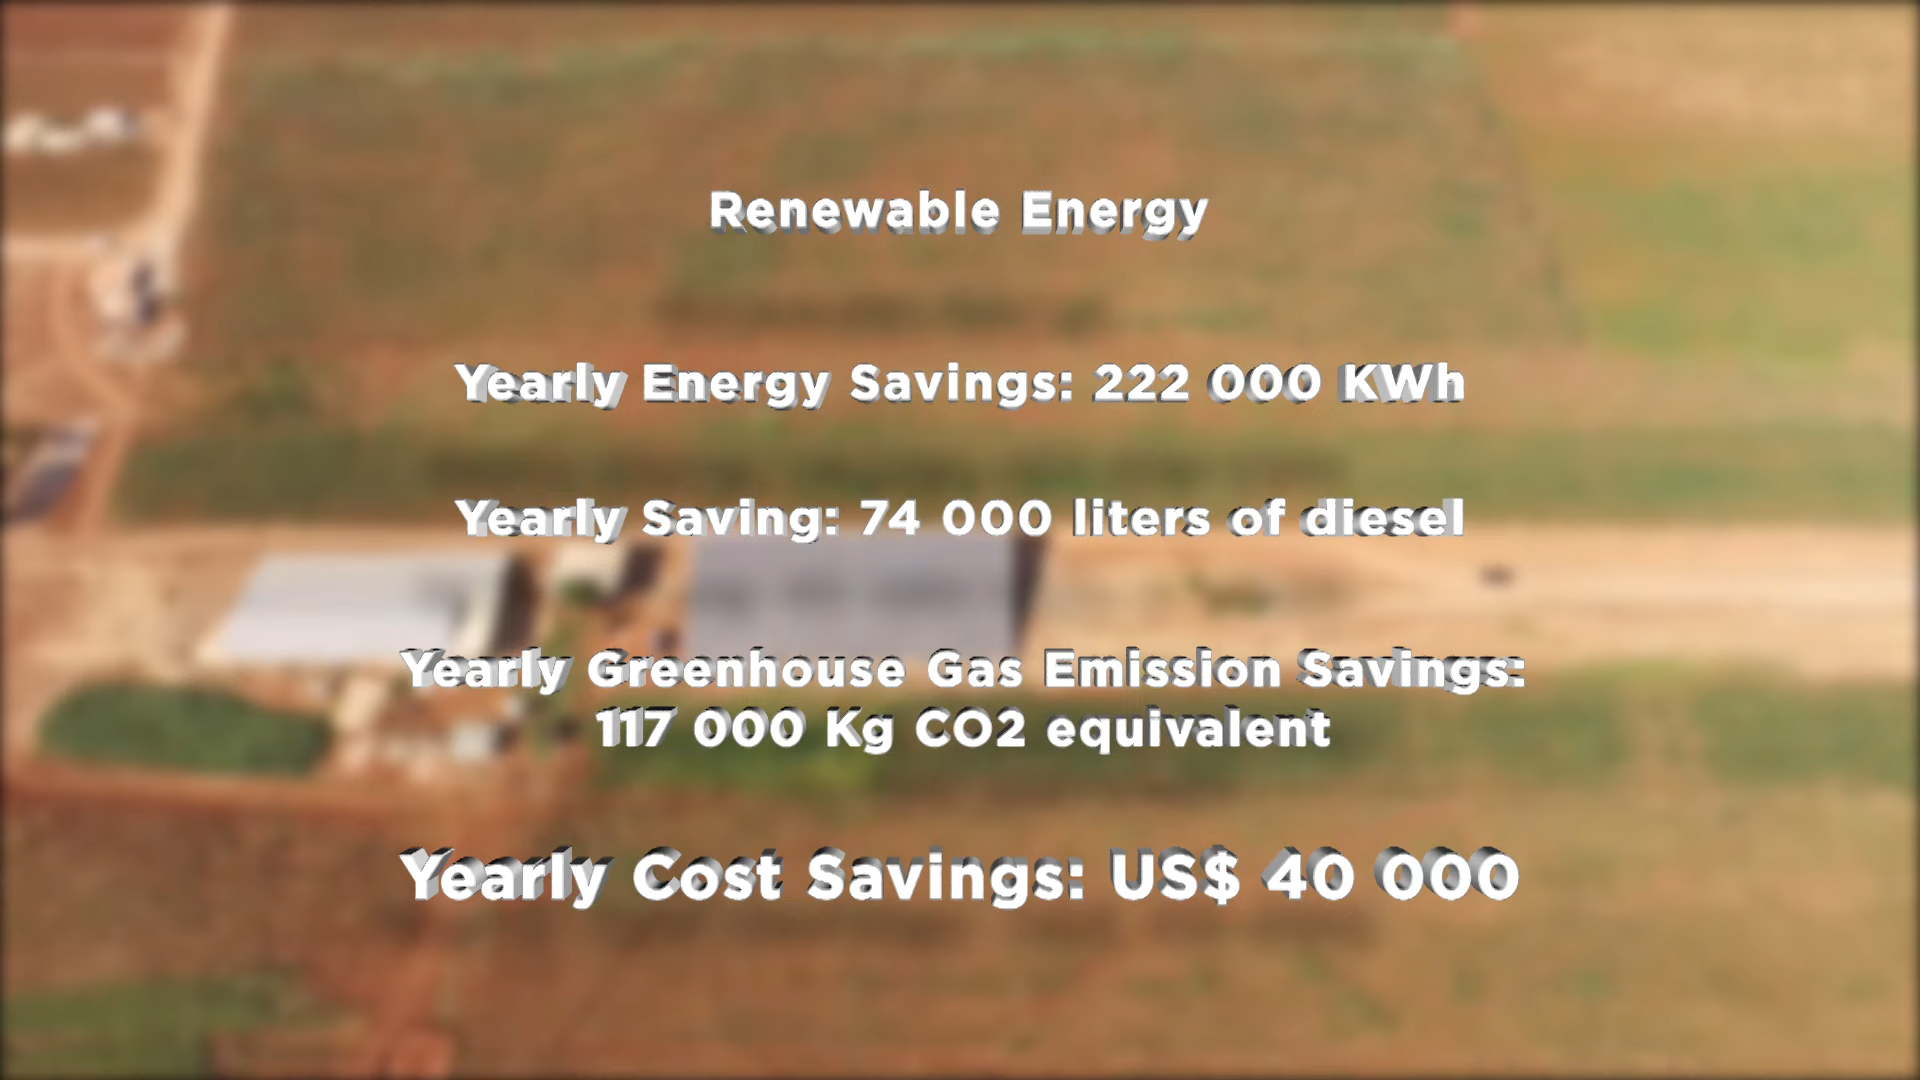 Renewable Energy
Yearly Energy Savings: 222 000 KWh
Yearly Saving: 74 000 liters of diesel
Yearly Greenhouse Gas Emission Savings:
117 000 Kg CO2 equivalent
Yearly Cost Savings: US$ 40 000